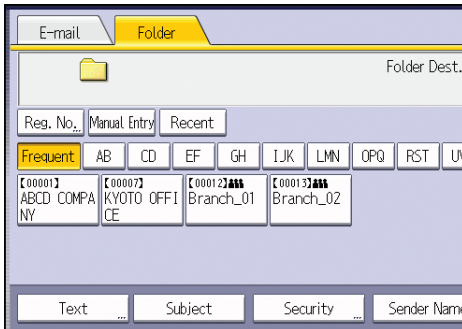 E-mail Folder
Folder Dest.
Reg. No. Manual Entry Recent
Frequent AB CD EF GH IJK LMN OPQ RST UV
【00001】 【00007】 【00012】 【00013】
ABCD COMPA KYOTO OFFI Branch_01 Branch_02
NY CE
Text Subject Security Sender Name